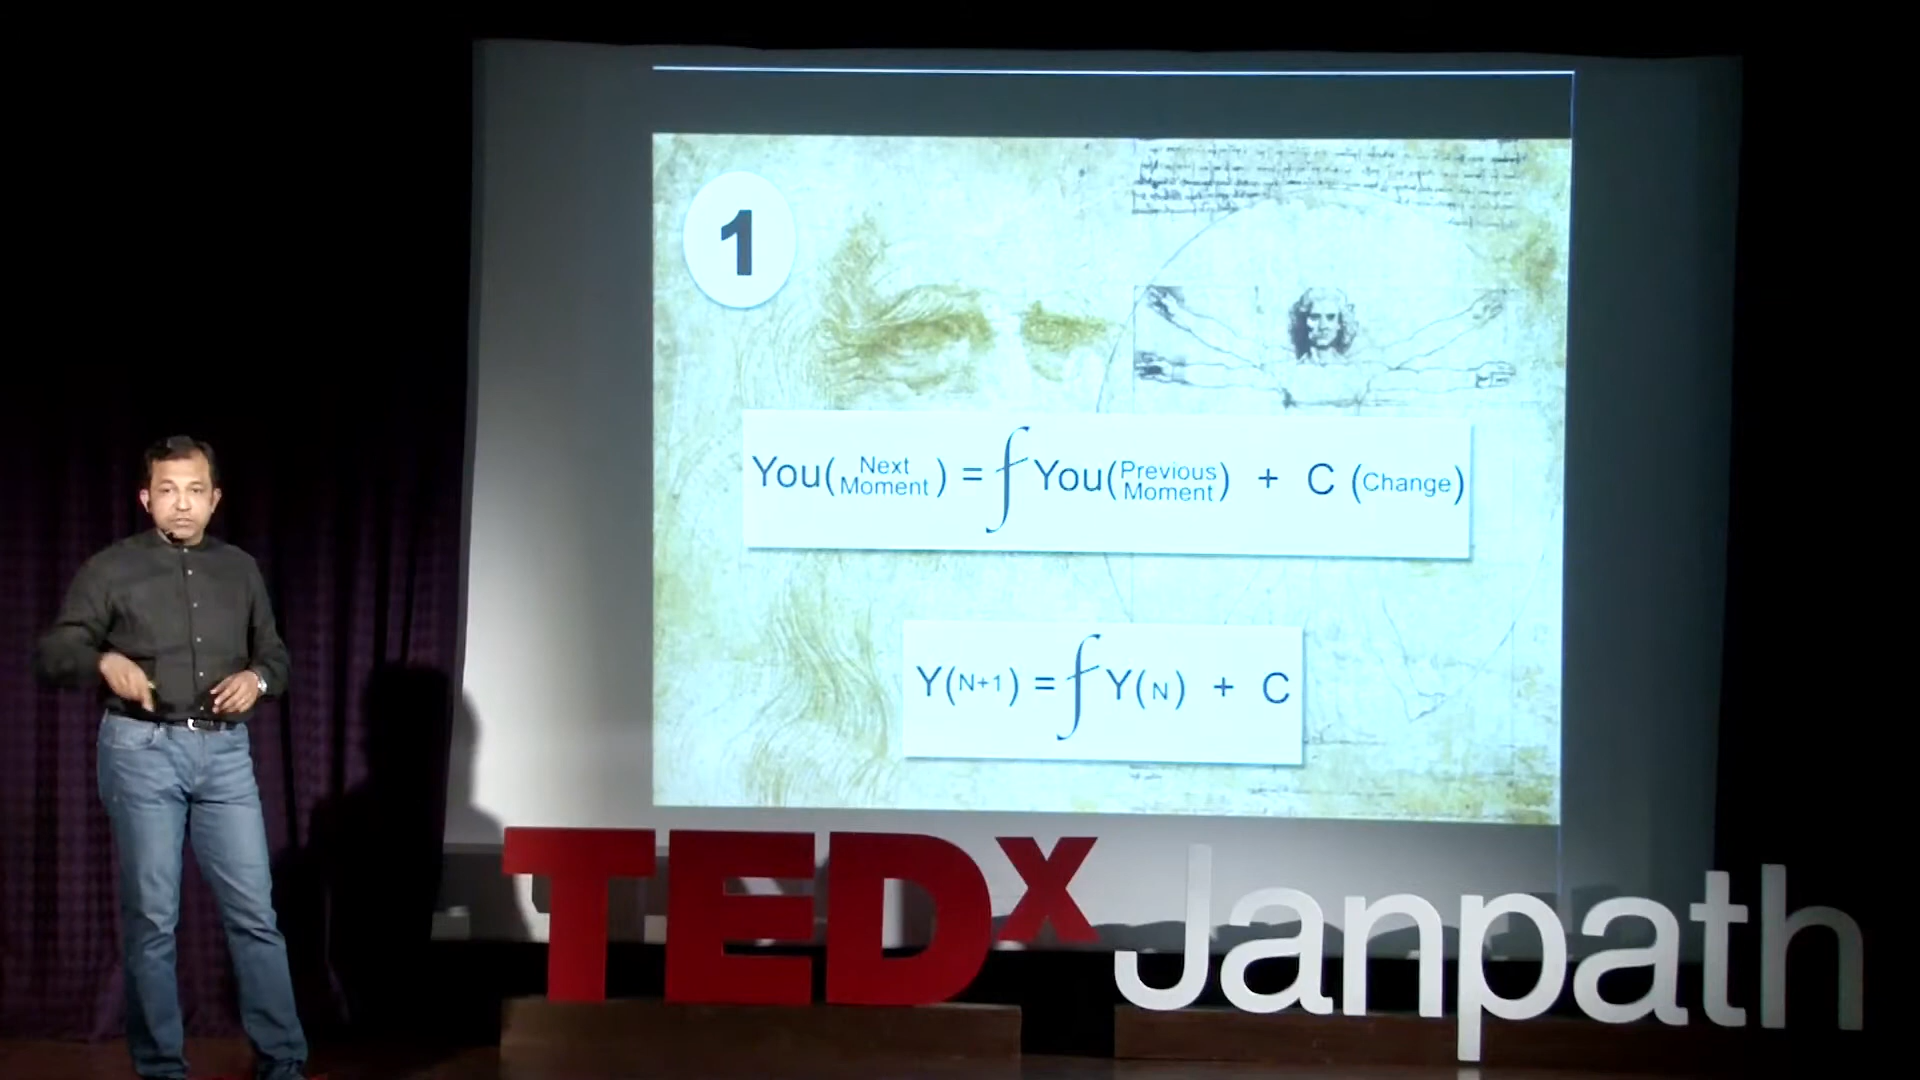 1
You(Next Moment) = ƒ You(Previous Moment) + C (Change)
Y(N+1) = ƒ Y(N) + C
TEDx Janpath